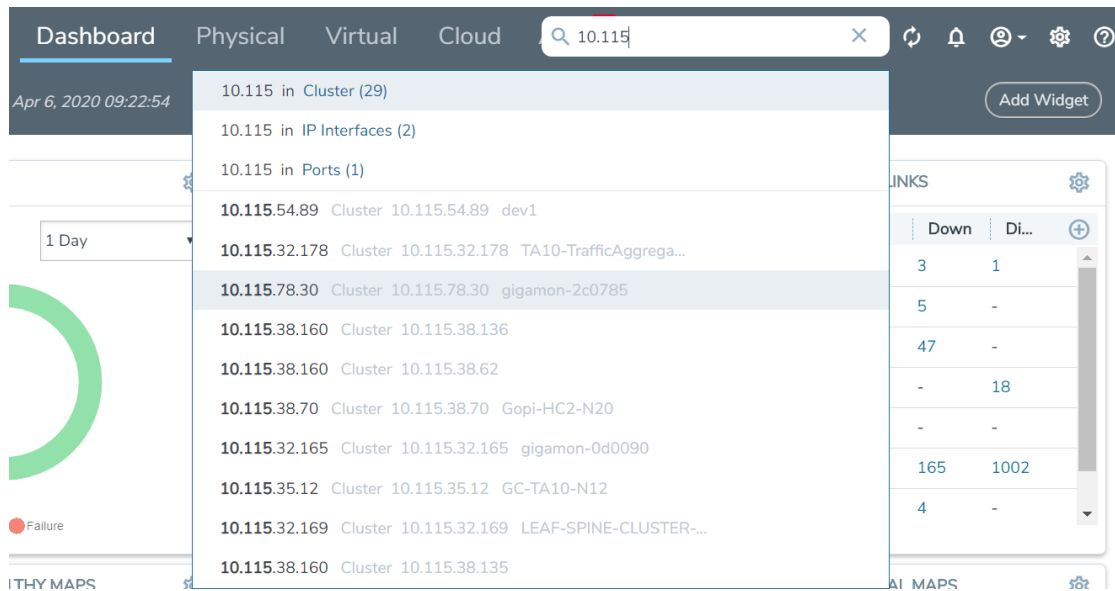 Dashboard Physical Virtual Cloud 10.115
Apr 6, 2020 09:22:54
Add Widget
10.115 in Cluster (29)
10.115 in IP Interfaces (2)
10.115 in Ports (1)
10.115.54.89 Cluster 10.115.54.89 dev1
10.115.32.178 Cluster 10.115.32.178 TA10-TrafficAggrega...
10.115.78.30 Cluster 10.115.78.30 gigamon-2c0785
10.115.38.160 Cluster 10.115.38.136
10.115.38.160 Cluster 10.115.38.62
10.115.38.70 Cluster 10.115.38.70 Gopi-HC2-N20
10.115.32.165 Cluster 10.115.32.165 gigamon-0d0090
10.115.35.12 Cluster 10.115.35.12 GC-TA10-N12
10.115.32.169 Cluster 10.115.32.169 LEAF-SPINE-CLUSTER-...
10.115.38.160 Cluster 10.115.38.135
1 Day
Failure
LTHY MAPS
LINKS
Down Di...
3 1
5 -
47 -
- 18
- -
165 1002
4 -
AL MAPS